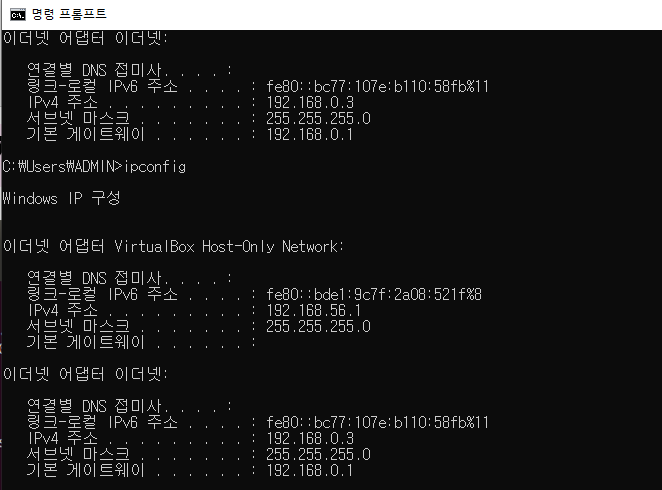 명령 프롬프트
이더넷 어댑터 이더넷:
연결별 DNS 접미사. . . . :
링크-로컬 IPv6 주소 . . . . : fe80::bc77:107e:b110:58fb%11
IPv4 주소 . . . . . . . . . : 192.168.0.3
서브넷 마스크 . . . . . . . : 255.255.255.0
기본 게이트웨이 . . . . . . : 192.168.0.1
C:\Users\ADMIN>ipconfig
Windows IP 구성
이더넷 어댑터 VirtualBox Host-Only Network:
연결별 DNS 접미사. . . . :
링크-로컬 IPv6 주소 . . . . : fe80::bde1:9c7f:2a08:521f%8
IPv4 주소 . . . . . . . . . : 192.168.56.1
서브넷 마스크 . . . . . . . : 255.255.255.0
기본 게이트웨이 . . . . . . :
이더넷 어댑터 이더넷:
연결별 DNS 접미사. . . . :
링크-로컬 IPv6 주소 . . . . : fe80::bc77:107e:b110:58fb%11
IPv4 주소 . . . . . . . . . : 192.168.0.3
서브넷 마스크 . . . . . . . : 255.255.255.0
기본 게이트웨이 . . . . . . : 192.168.0.1